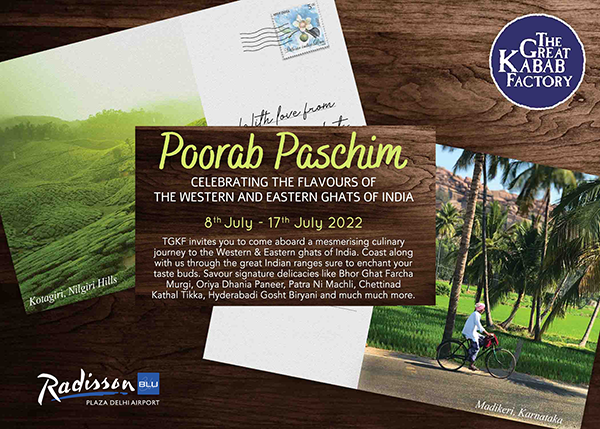 THE
GREAT
KABAB
FACTORY
With love from
Poorab Paschim
CELEBRATING THE FLAVOURS OF
THE WESTERN AND EASTERN GHATS OF INDIA
8th July - 17th July 2022
TGKF invites you to come aboard a mesmerising culinary
journey to the Western & Eastern ghats of India. Coast along
with us through the great Indian ranges sure to enchant your
taste buds. Savour signature delicacies like Bhor Ghat Farcha
Murgi, Oriya Dhania Paneer, Patra Ni Machli, Chettinad
Kathal Tikka, Hyderabadi Gosht Biryani and much much more.
Kotagiri, Nilgiri Hills
Radisson BLU
PLAZA DELHI AIRPORT
Madikeri, Karnataka